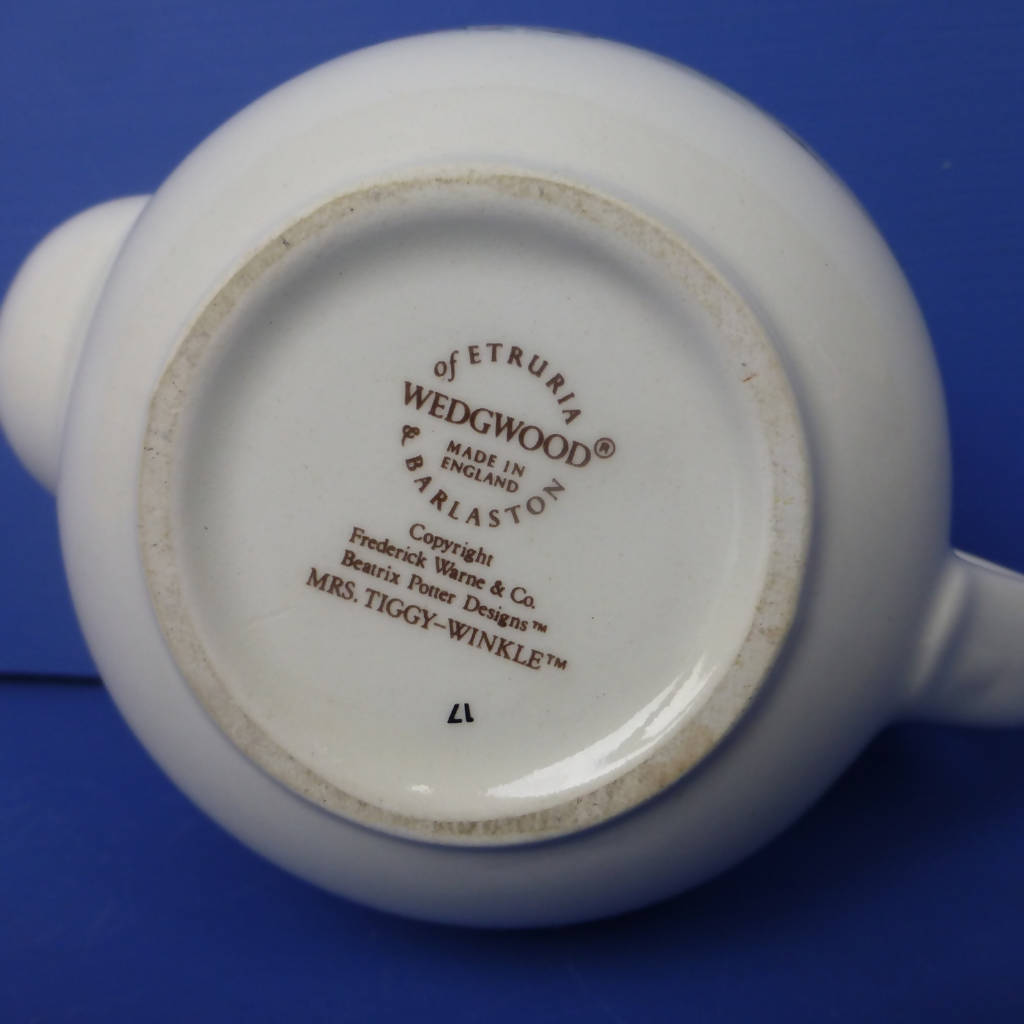 of ETRURIA
WEDGWOOD®
MADE IN
ENGLAND
& BARLASTON
Copyright
Frederick Warne & Co.
Beatrix Potter Designs™
MRS. TIGGY-WINKLE™
17